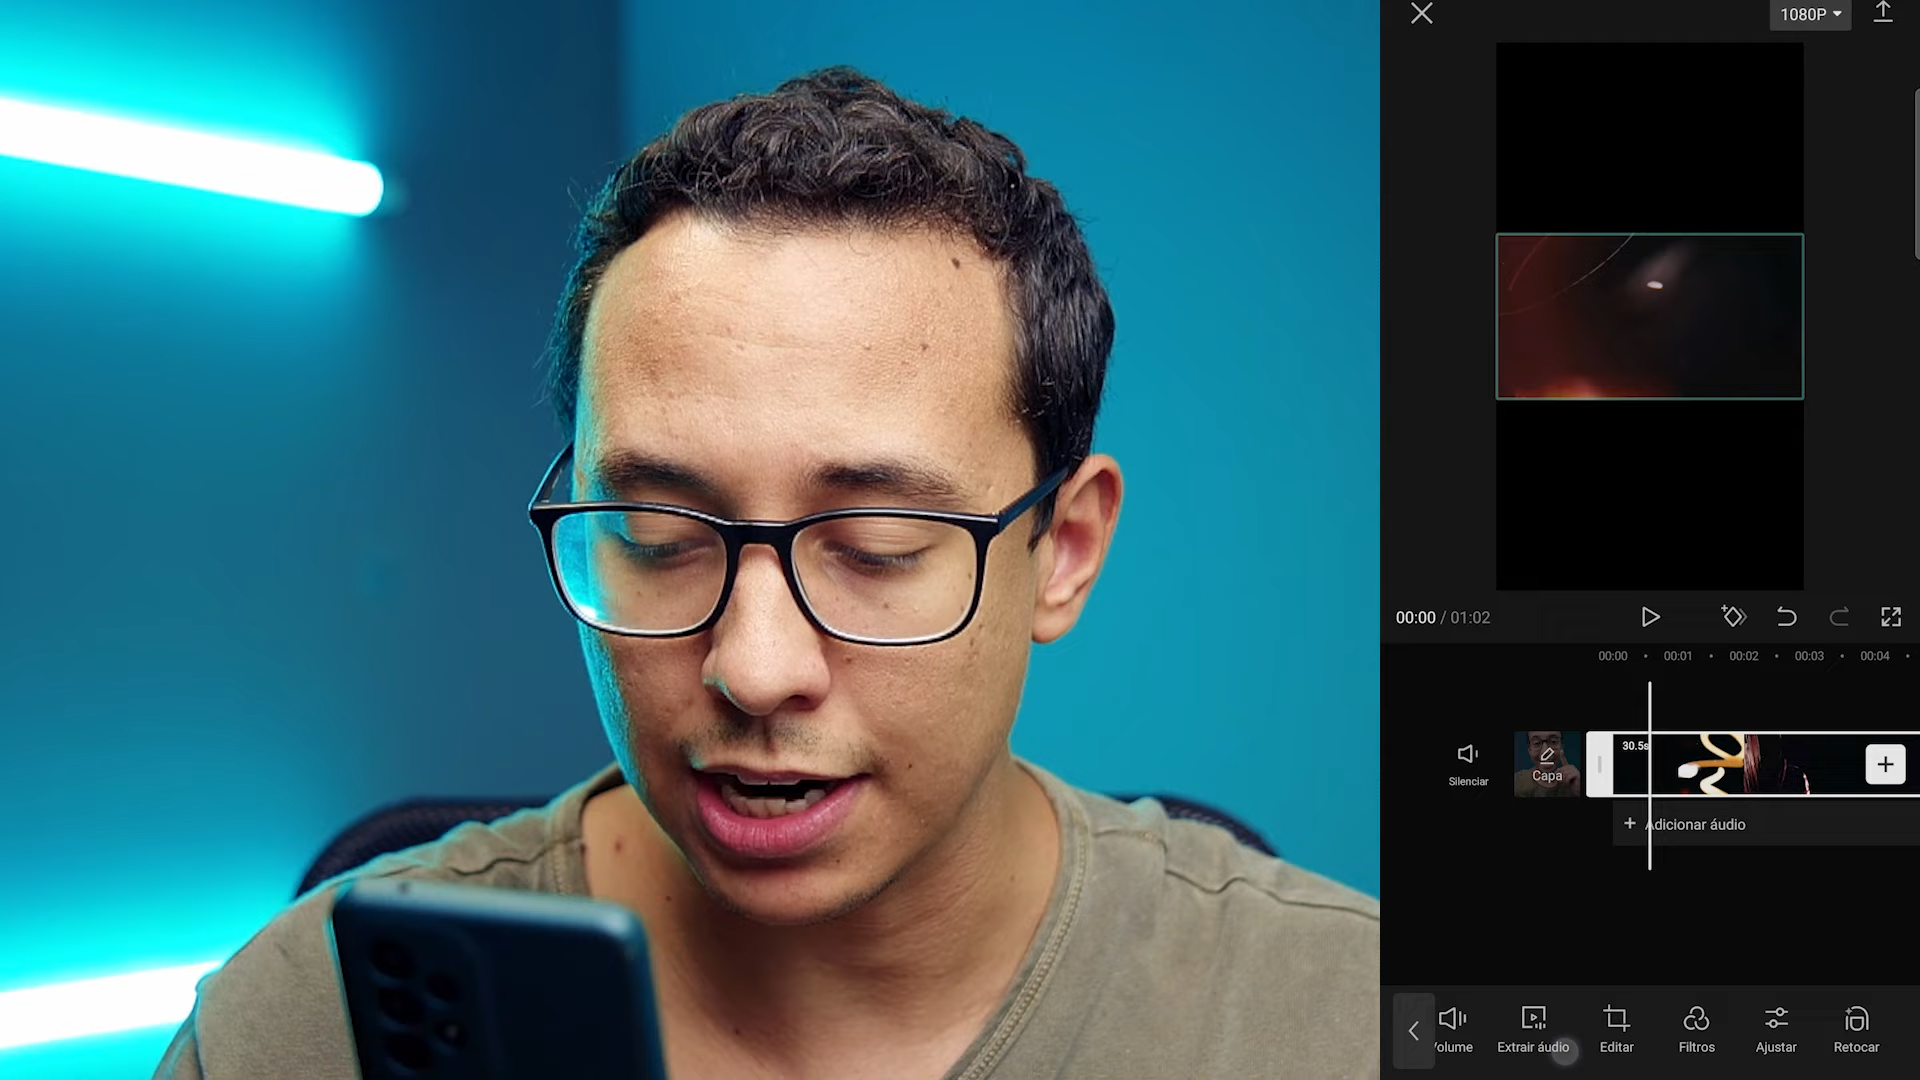 1080P
00:00 / 01:02
00:00 00:01 00:02 00:03 00:04
30.5s
Silenciar
Capa
+ Adicionar áudio
Volume Extrair áudio Editar Filtros Ajustar Retocar